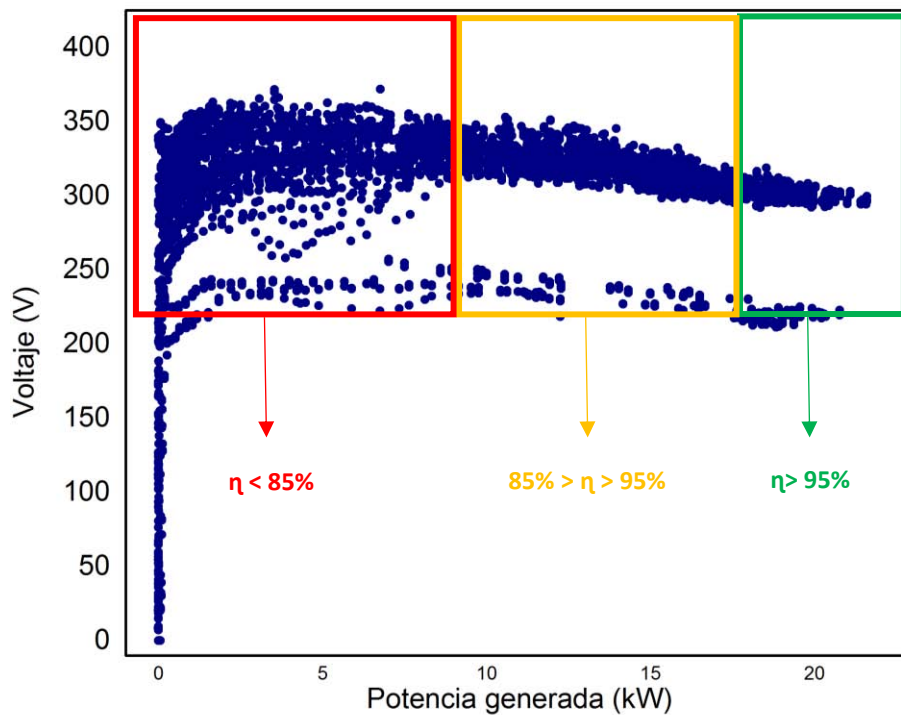 400
350
300
250
200
150
100
50
0
Voltaje (V)
η < 85%
85% > η > 95%
η> 95%
0 5 10 15 20
Potencia generada (kW)